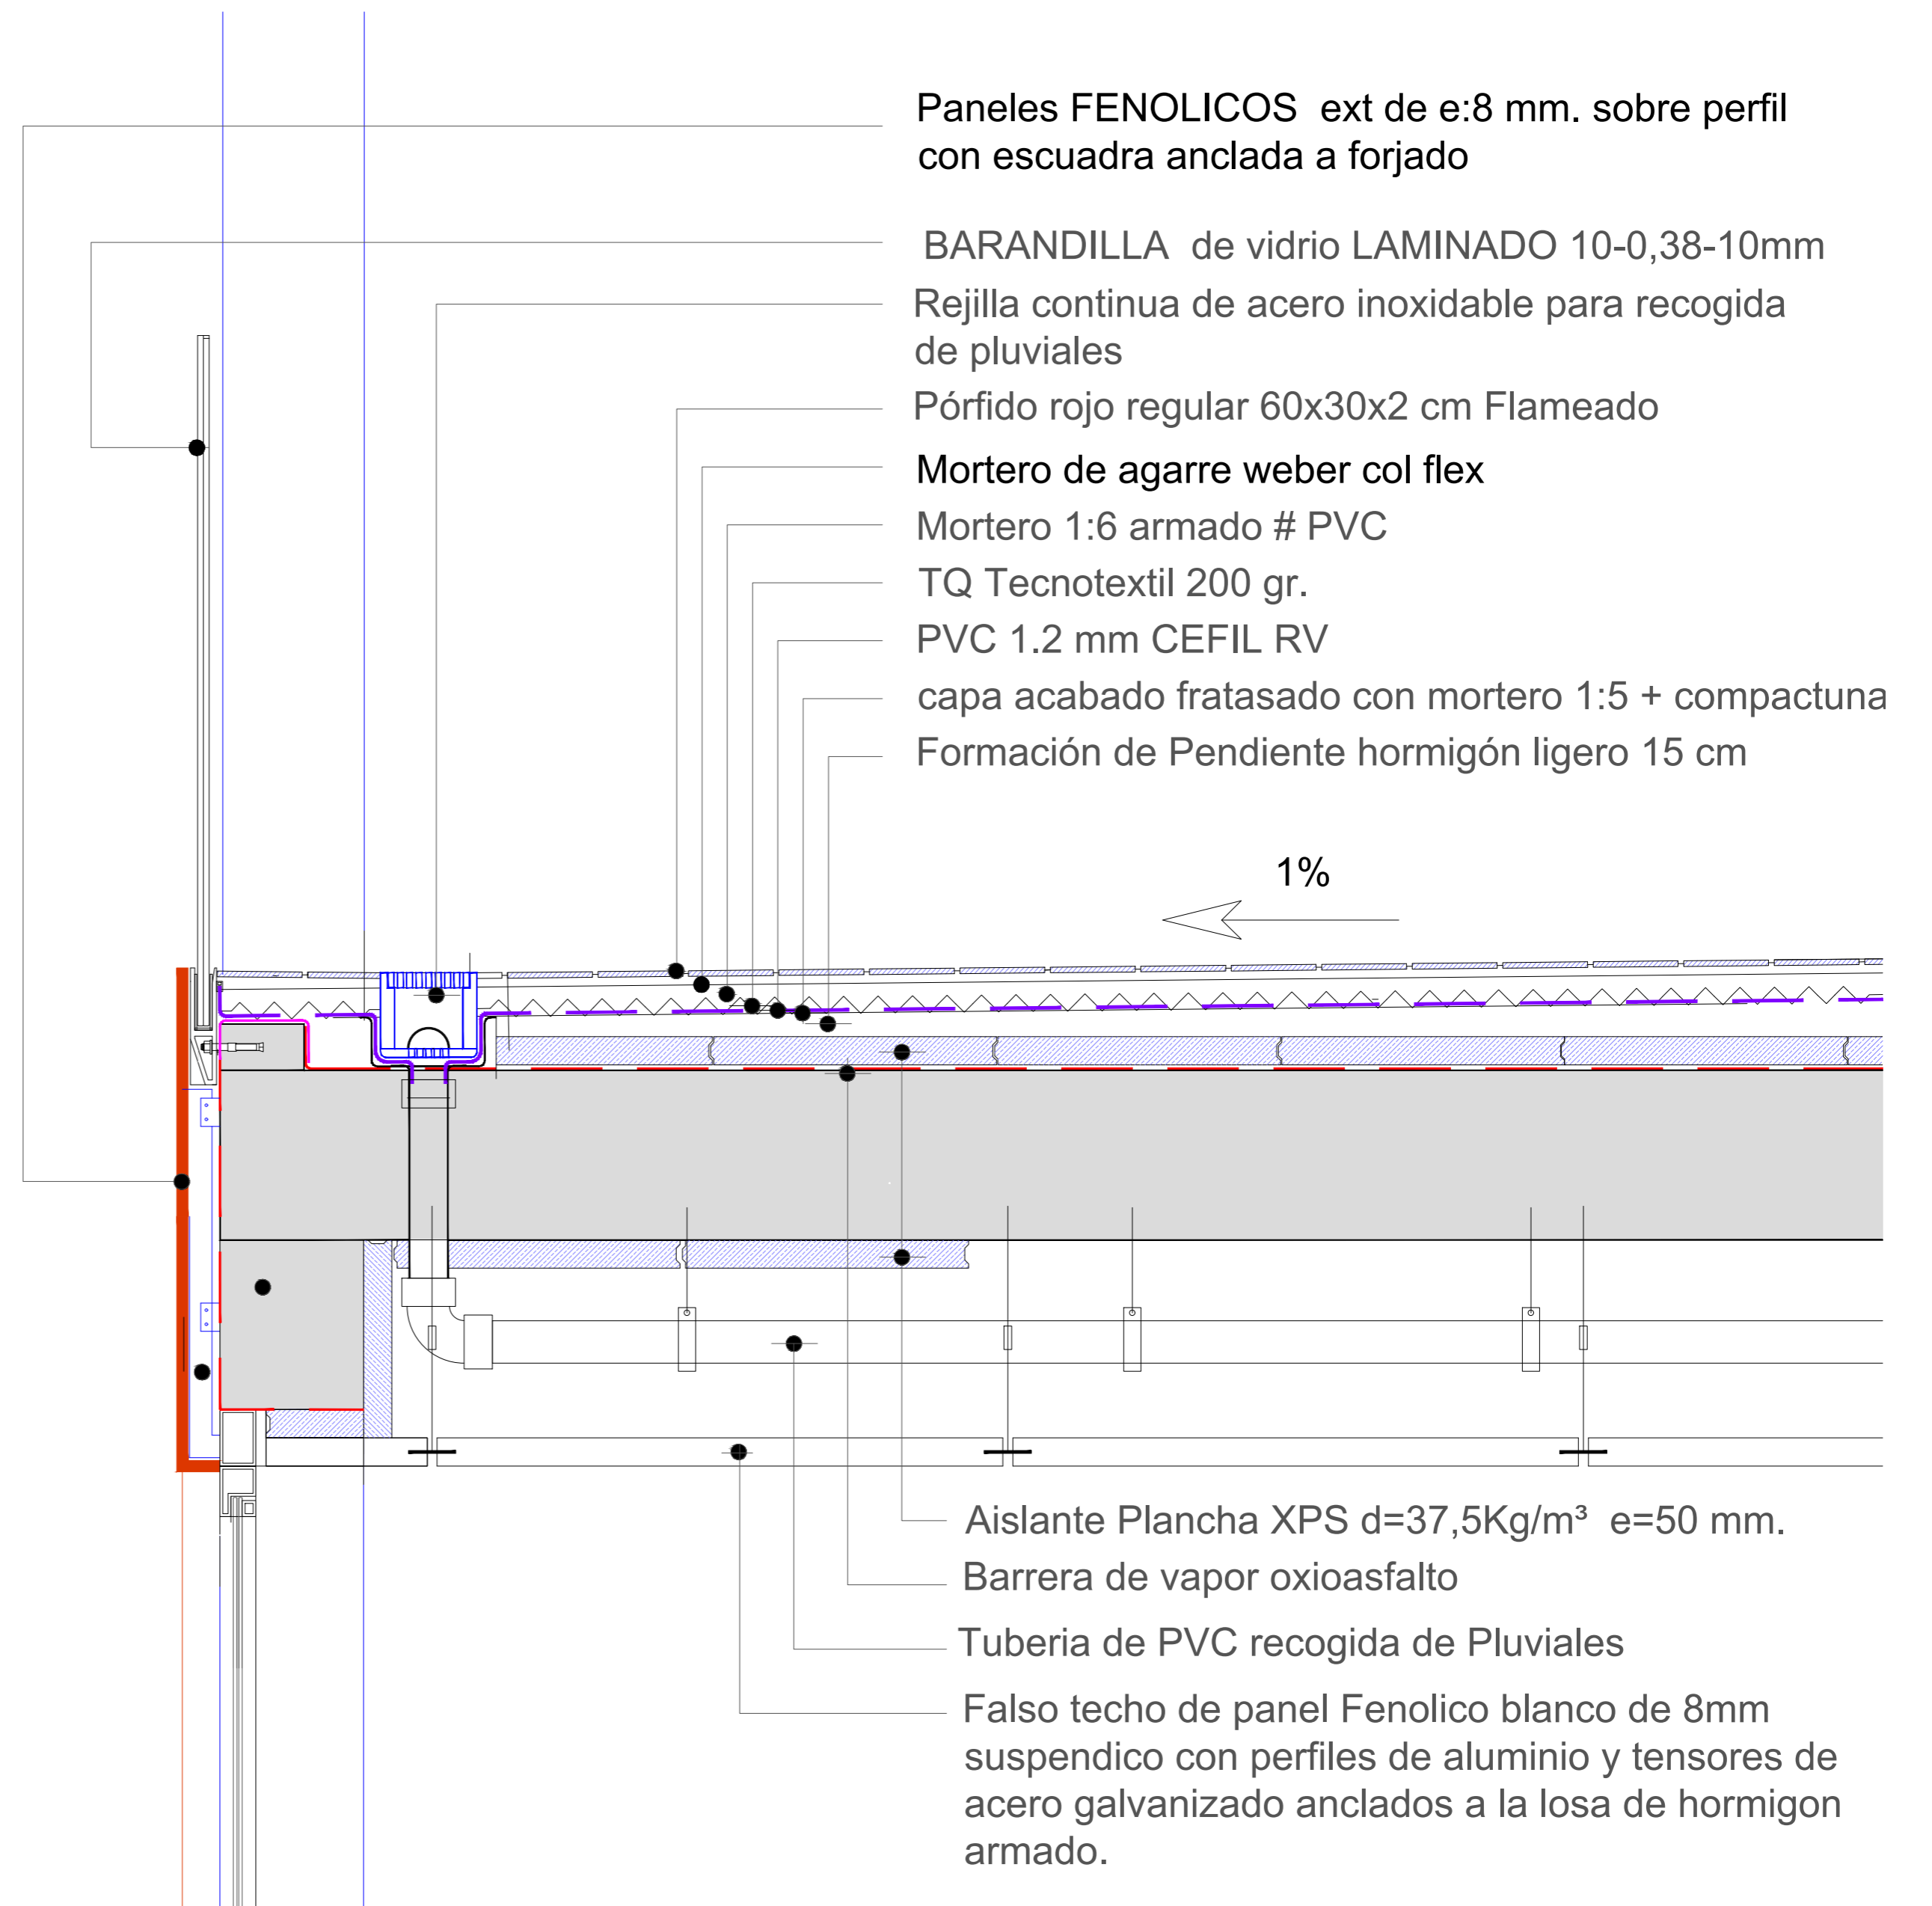 Paneles FENOLICOS ext de e:8 mm. sobre perfil
con escuadra anclada a forjado
BARANDILLA de vidrio LAMINADO 10-0,38-10mm
Rejilla continua de acero inoxidable para recogida
de pluviales
Pórfido rojo regular 60x30x2 cm Flameado
Mortero de agarre weber col flex
Mortero 1:6 armado # PVC
TQ Tecnotextil 200 gr.
PVC 1.2 mm CEFIL RV
capa acabado fratasado con mortero 1:5 + compactuna
Formación de Pendiente hormigón ligero 15 cm
1%
Aislante Plancha XPS d=37,5Kg/m³ e=50 mm.
Barrera de vapor oxioasfalto
Tuberia de PVC recogida de Pluviales
Falso techo de panel Fenolico blanco de 8mm
suspendico con perfiles de aluminio y tensores de
acero galvanizado anclados a la losa de hormigon
armado.